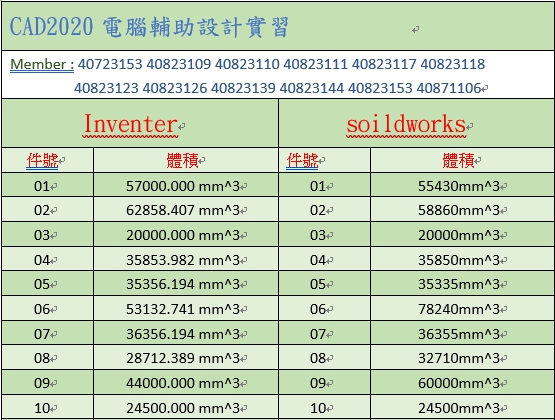 CAD2020 電腦輔助設計實習
Member : 40723153 40823109 40823110 40823111 40823117 40823118
40823123 40823126 40823139 40823144 40823153 40871106
Inventer soildworks
件號 體積 件號 體積
01 57000.000 mm^3 01 55430mm^3
02 62858.407 mm^3 02 58860mm^3
03 20000.000 mm^3 03 20000mm^3
04 35853.982 mm^3 04 35850mm^3
05 35356.194 mm^3 05 35335mm^3
06 53132.741 mm^3 06 78240mm^3
07 36356.194 mm^3 07 36355mm^3
08 28712.389 mm^3 08 32710mm^3
09 44000.000 mm^3 09 60000mm^3
10 24500.000 mm^3 10 24500mm^3